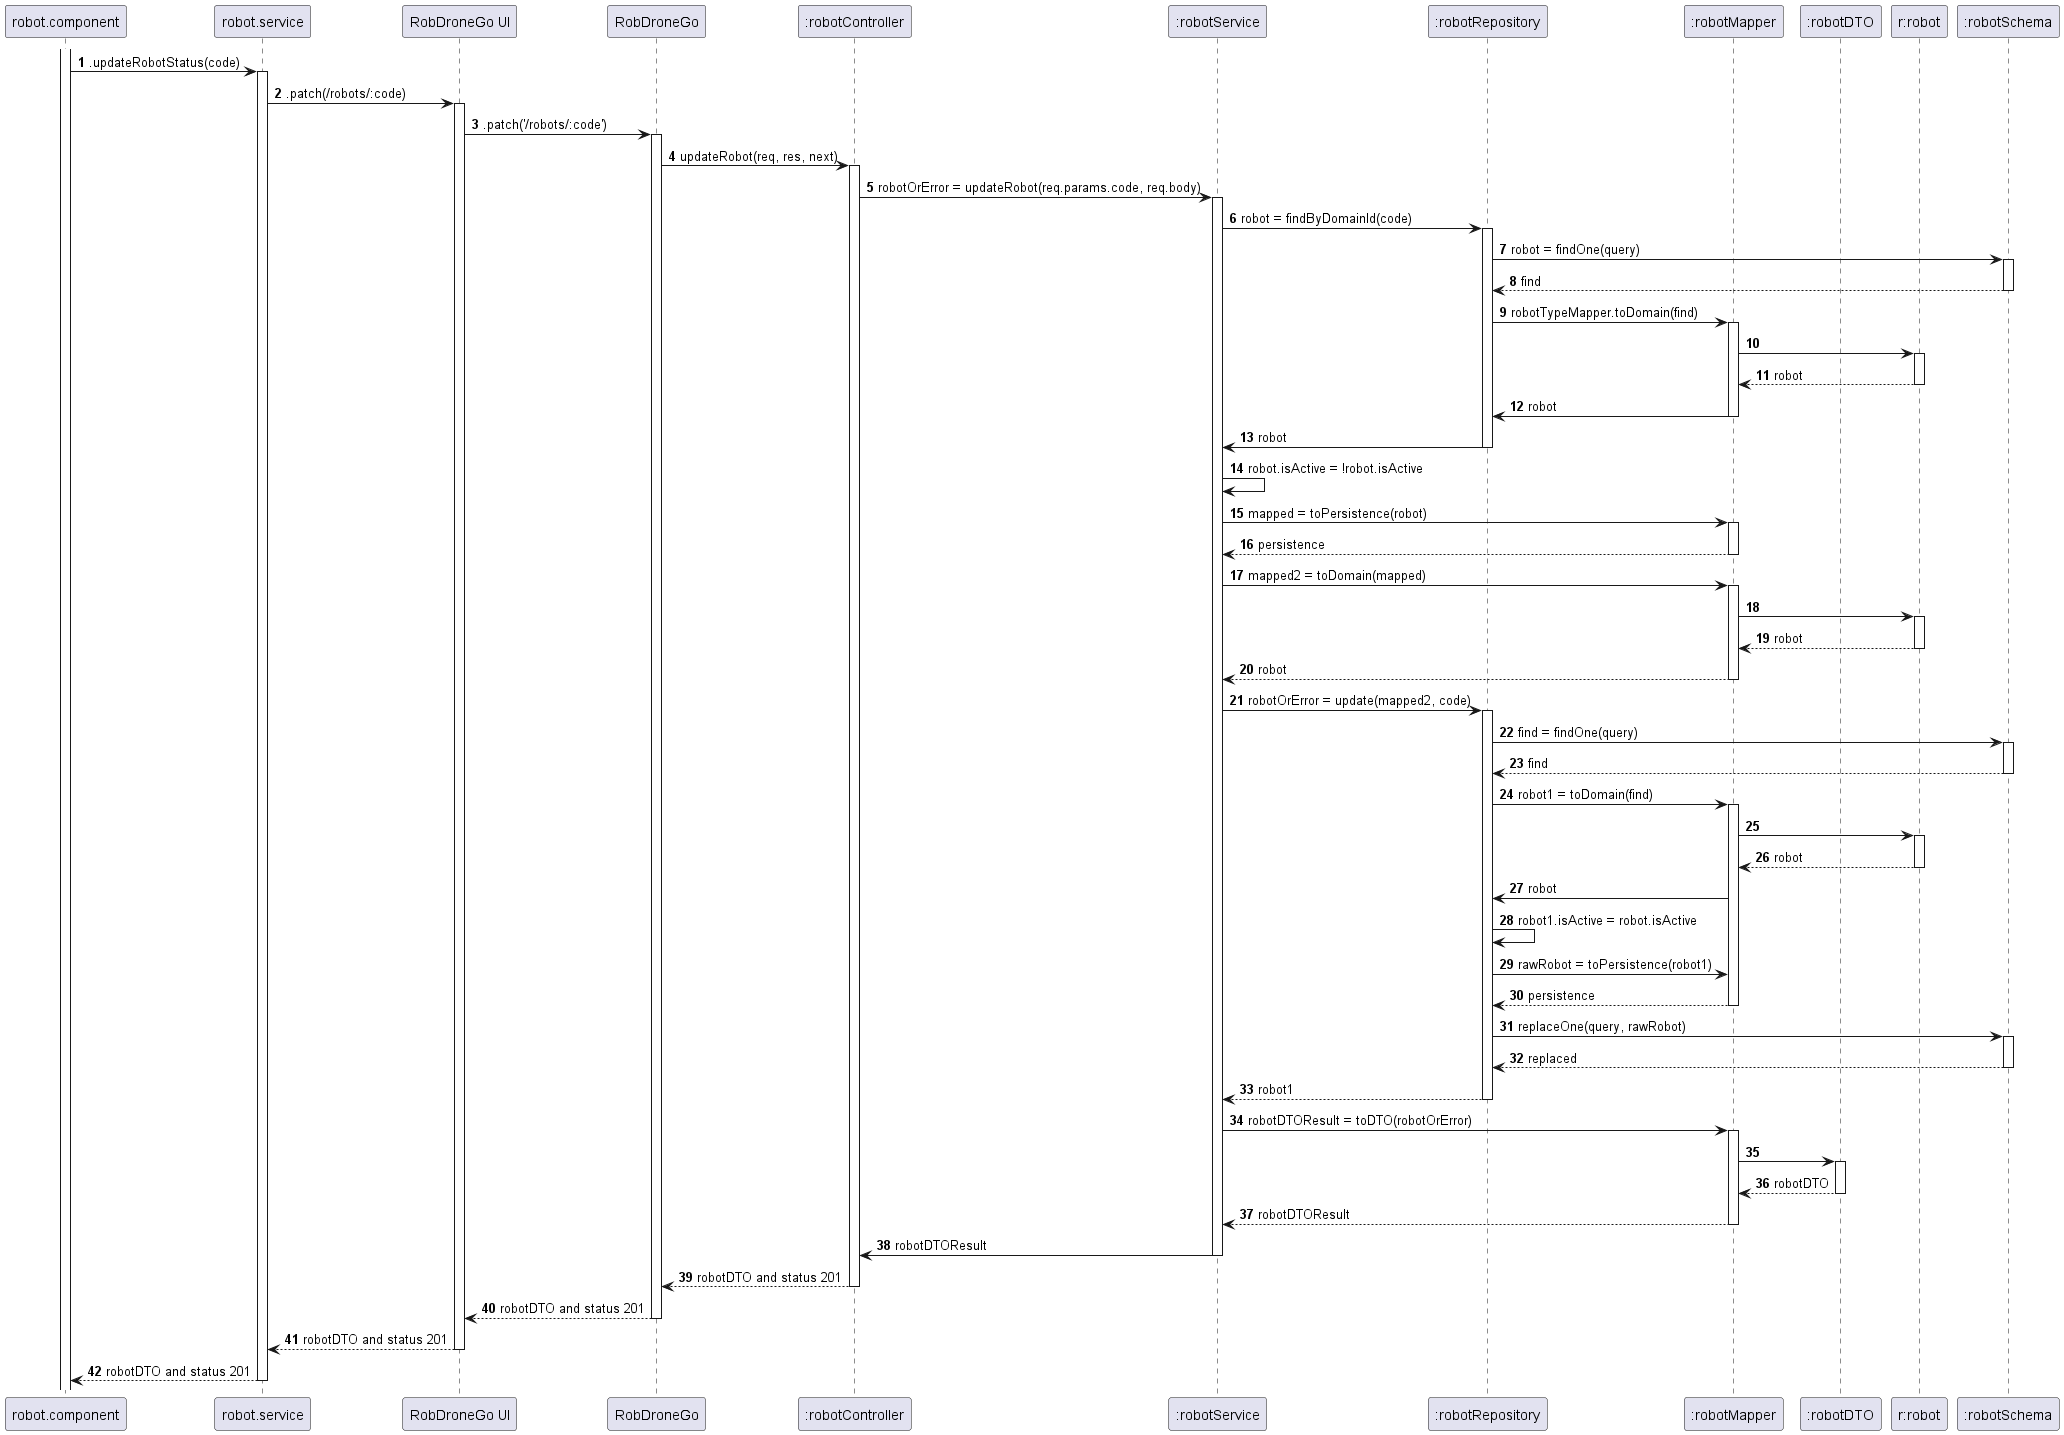 robot.component robot.service RobDroneGo UI RobDroneGo :robotController :robotService :robotRepository :robotMapper :robotDTO r:robot :robotSchema
1 .updateRobotStatus(code)
2 .patch(/robots/:code)
3 .patch('/robots/:code')
4 updateRobot(req, res, next)
5 robotOrError = updateRobot(req.params.code, req.body)
6 robot = findByDomainId(code)
7 robot = findOne(query)
8 find
9 robotTypeMapper.toDomain(find)
10
11 robot
12 robot
13 robot
14 robot.isActive = !robot.isActive
15 mapped = toPersistence(robot)
16 persistence
17 mapped2 = toDomain(mapped)
18
19 robot
20 robot
21 robotOrError = update(mapped2, code)
22 find = findOne(query)
23 find
24 robot1 = toDomain(find)
25
26 robot
27 robot
28 robot1.isActive = robot.isActive
29 rawRobot = toPersistence(robot1)
30 persistence
31 replaceOne(query, rawRobot)
32 replaced
33 robot1
34 robotDTOResult = toDTO(robotOrError)
35
36 robotDTO
37 robotDTOResult
38 robotDTOResult
39 robotDTO and status 201
40 robotDTO and status 201
41 robotDTO and status 201
42 robotDTO and status 201
robot.component robot.service RobDroneGo UI RobDroneGo :robotController :robotService :robotRepository :robotMapper :robotDTO r:robot :robotSchema